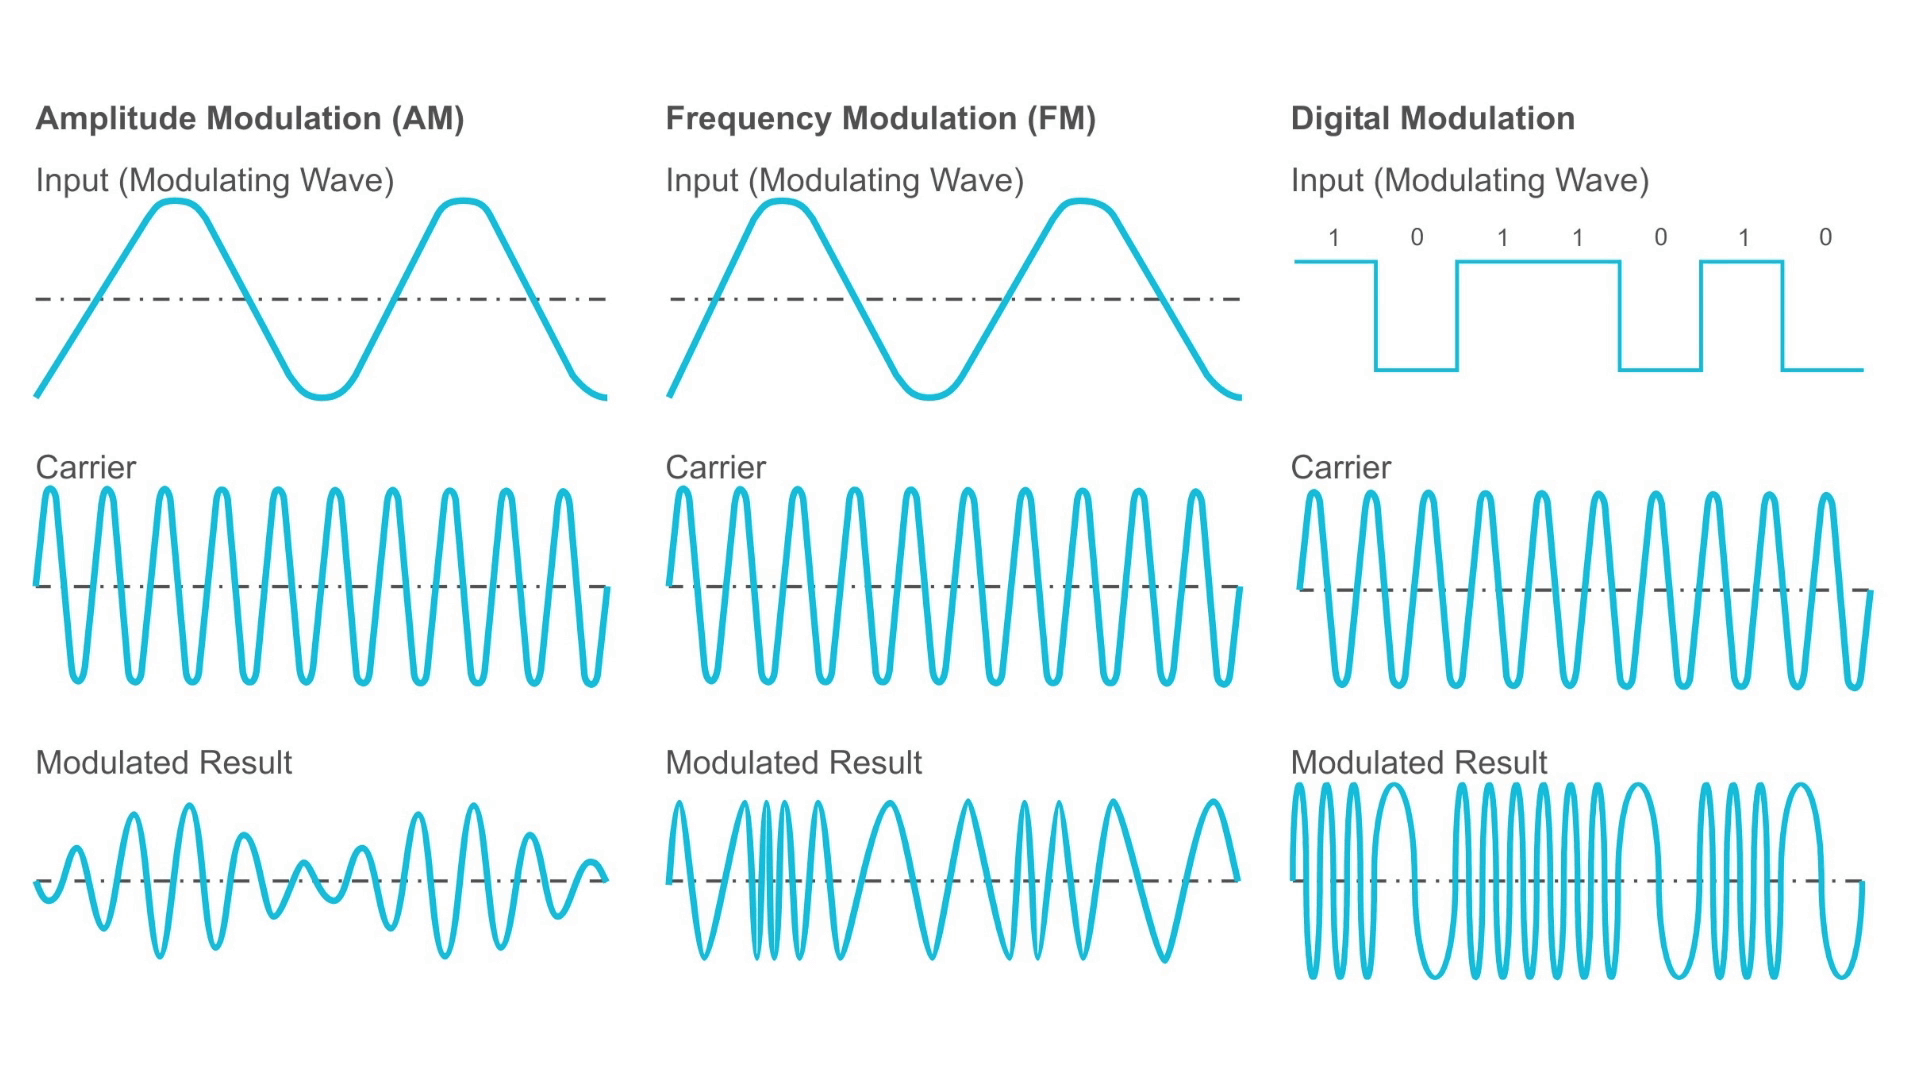 Amplitude Modulation (AM)
Input (Modulating Wave)
Carrier
Modulated Result
Frequency Modulation (FM)
Input (Modulating Wave)
Carrier
Modulated Result
Digital Modulation
Input (Modulating Wave)
1 0 1 1 0 1 0
Carrier
Modulated Result